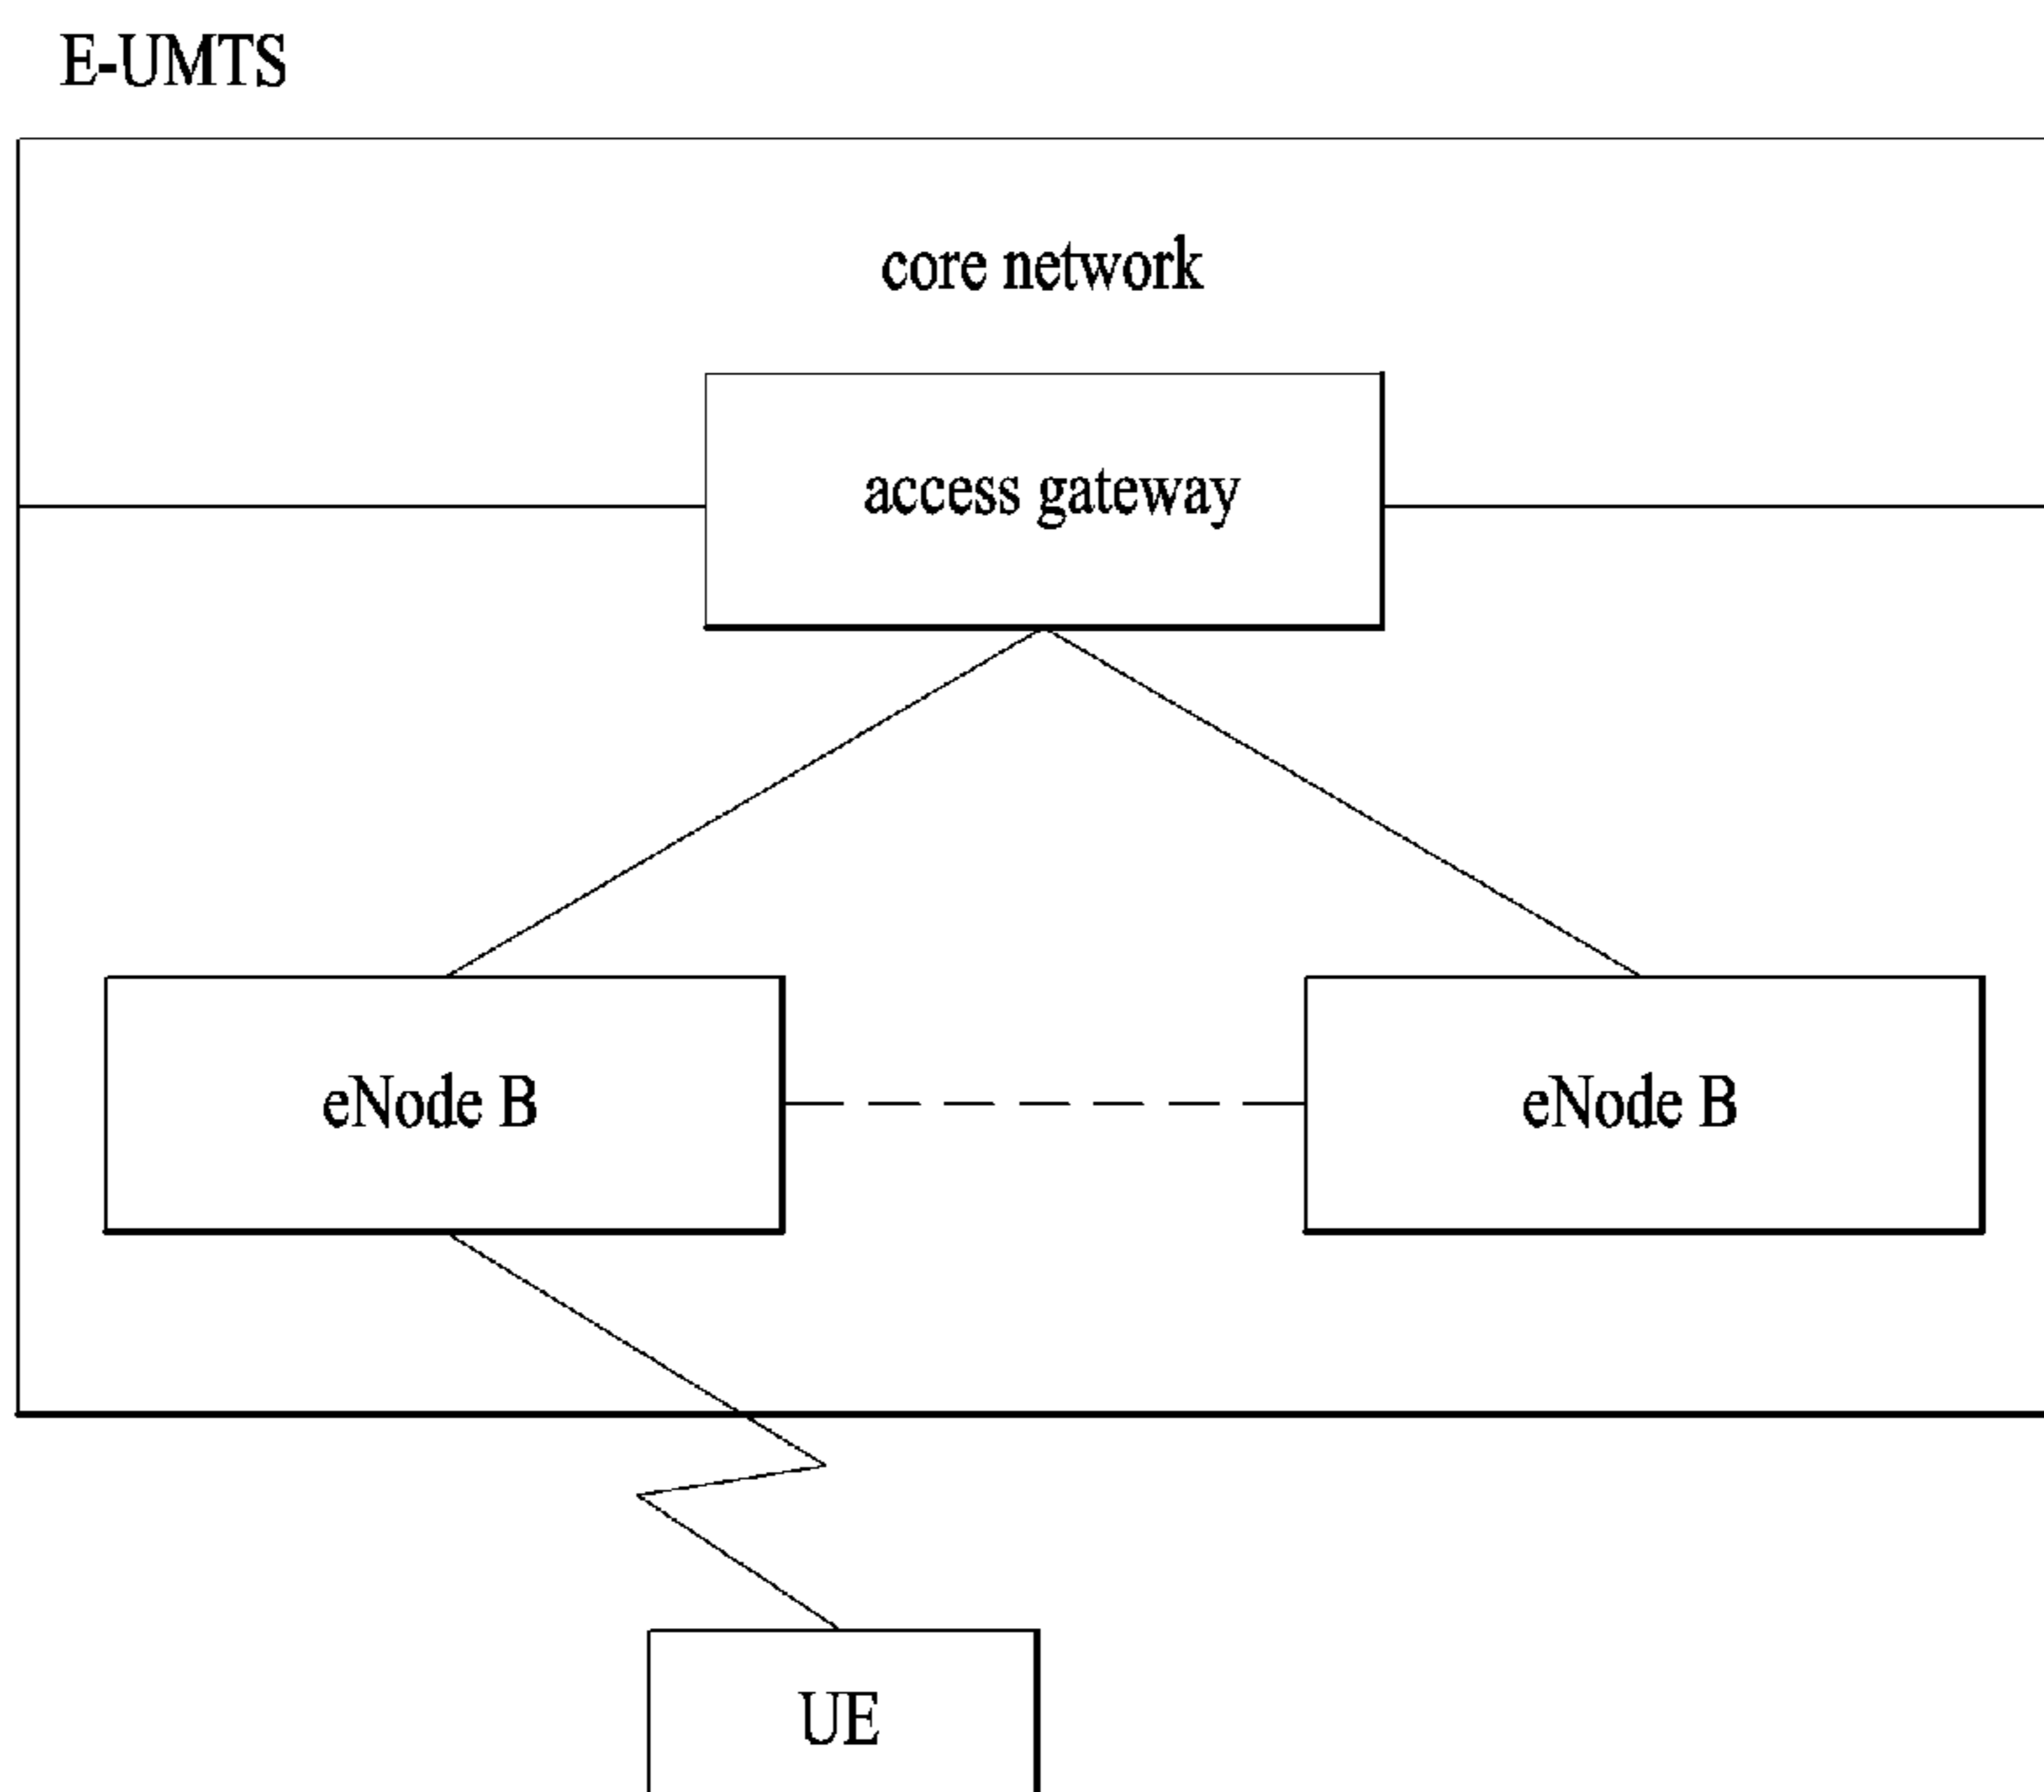 E-UMTS
core network
access gateway
eNode B
eNode B
UE